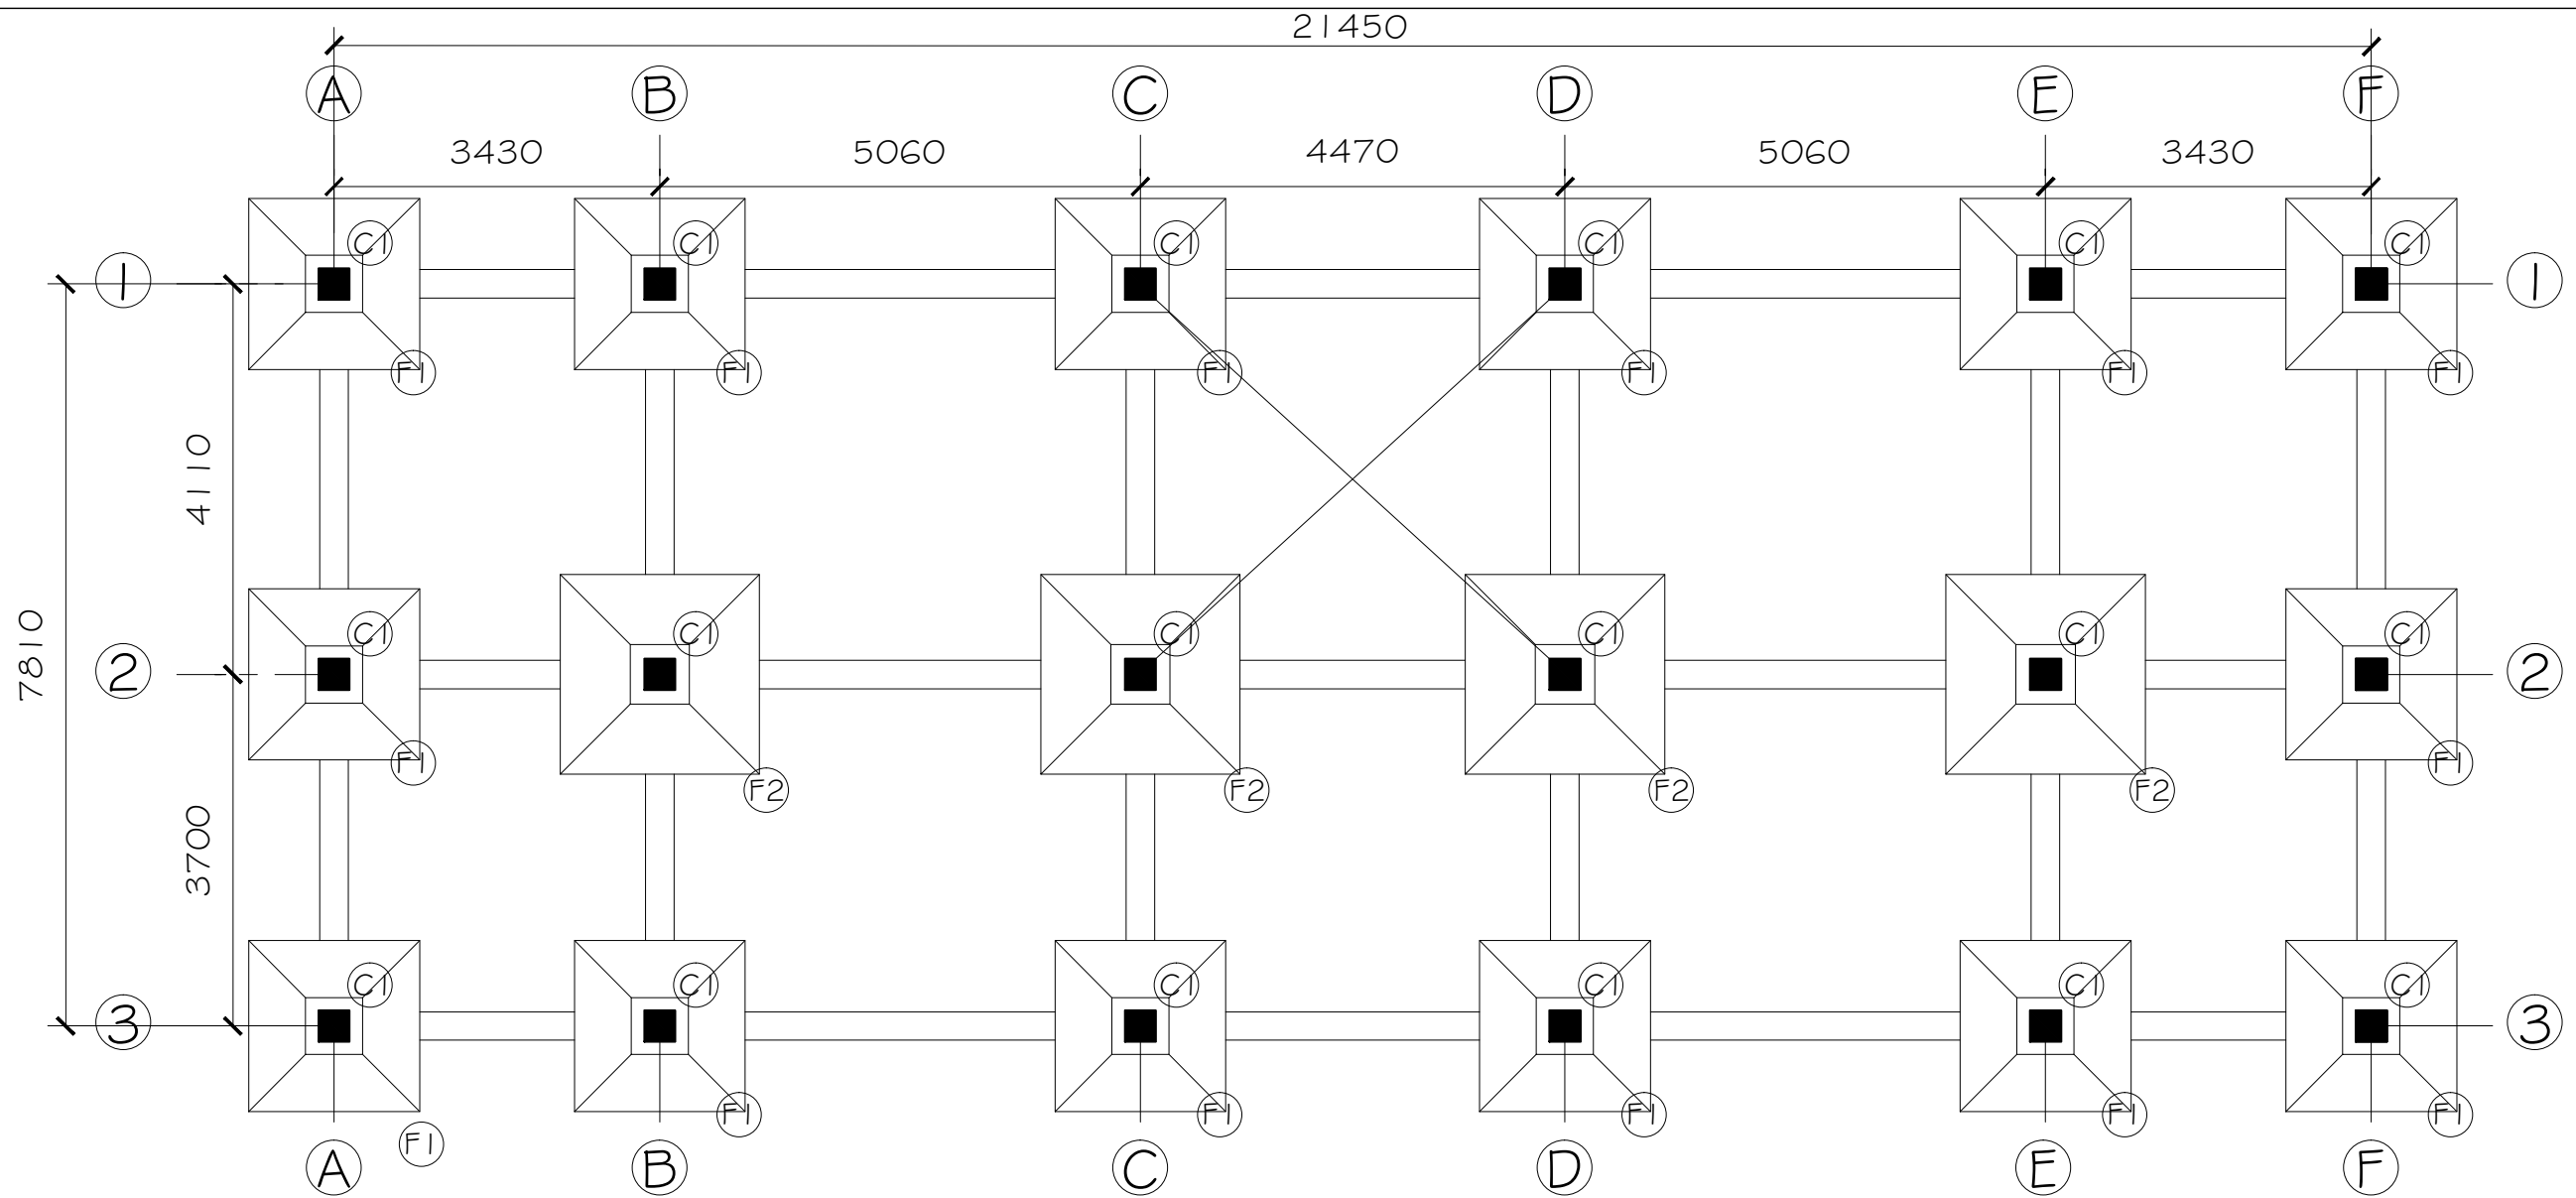 21450
A B C D E F
3430 5060 4470 5060 3430
C1 C1 C1 C1 C1 C1
1 1
F1 F1 F1 F1 F1 F1
4110
7810
C1 C1 C1 C1 C1 C1
2 2
F1 F1
F2 F2 F2 F2
3700
C1 C1 C1 C1 C1 C1
3 3
F1 F1 F1 F1 F1
F1
A B C D E F